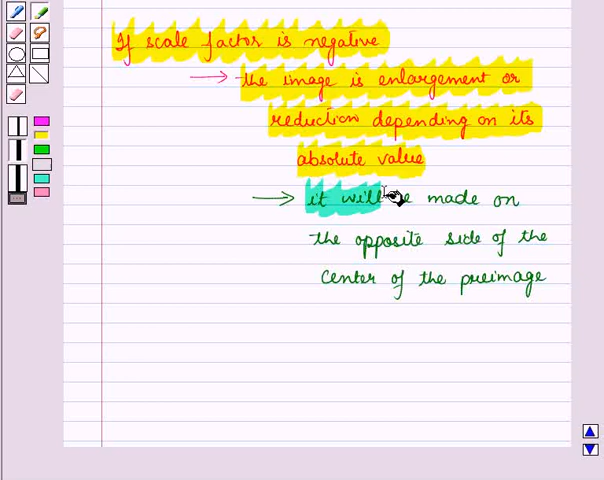 If scale factor is negative
→ the image is enlargement or
reduction depending on its
absolute value
→ it will be made on
the opposite side of the
center of the preimage